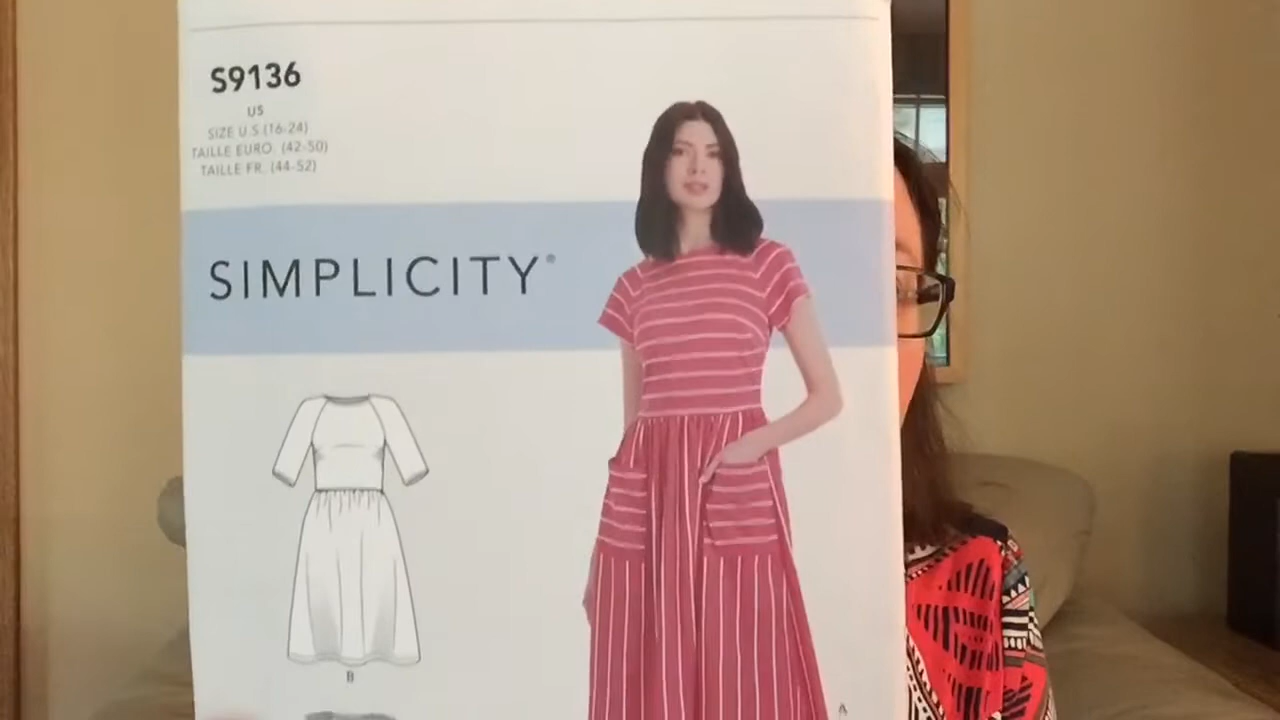 S9136
US
SIZE U.S (16-24)
TAILLE EURO. (42-50)
TAILLE FR. (44-52)
SIMPLICITY®
B
A